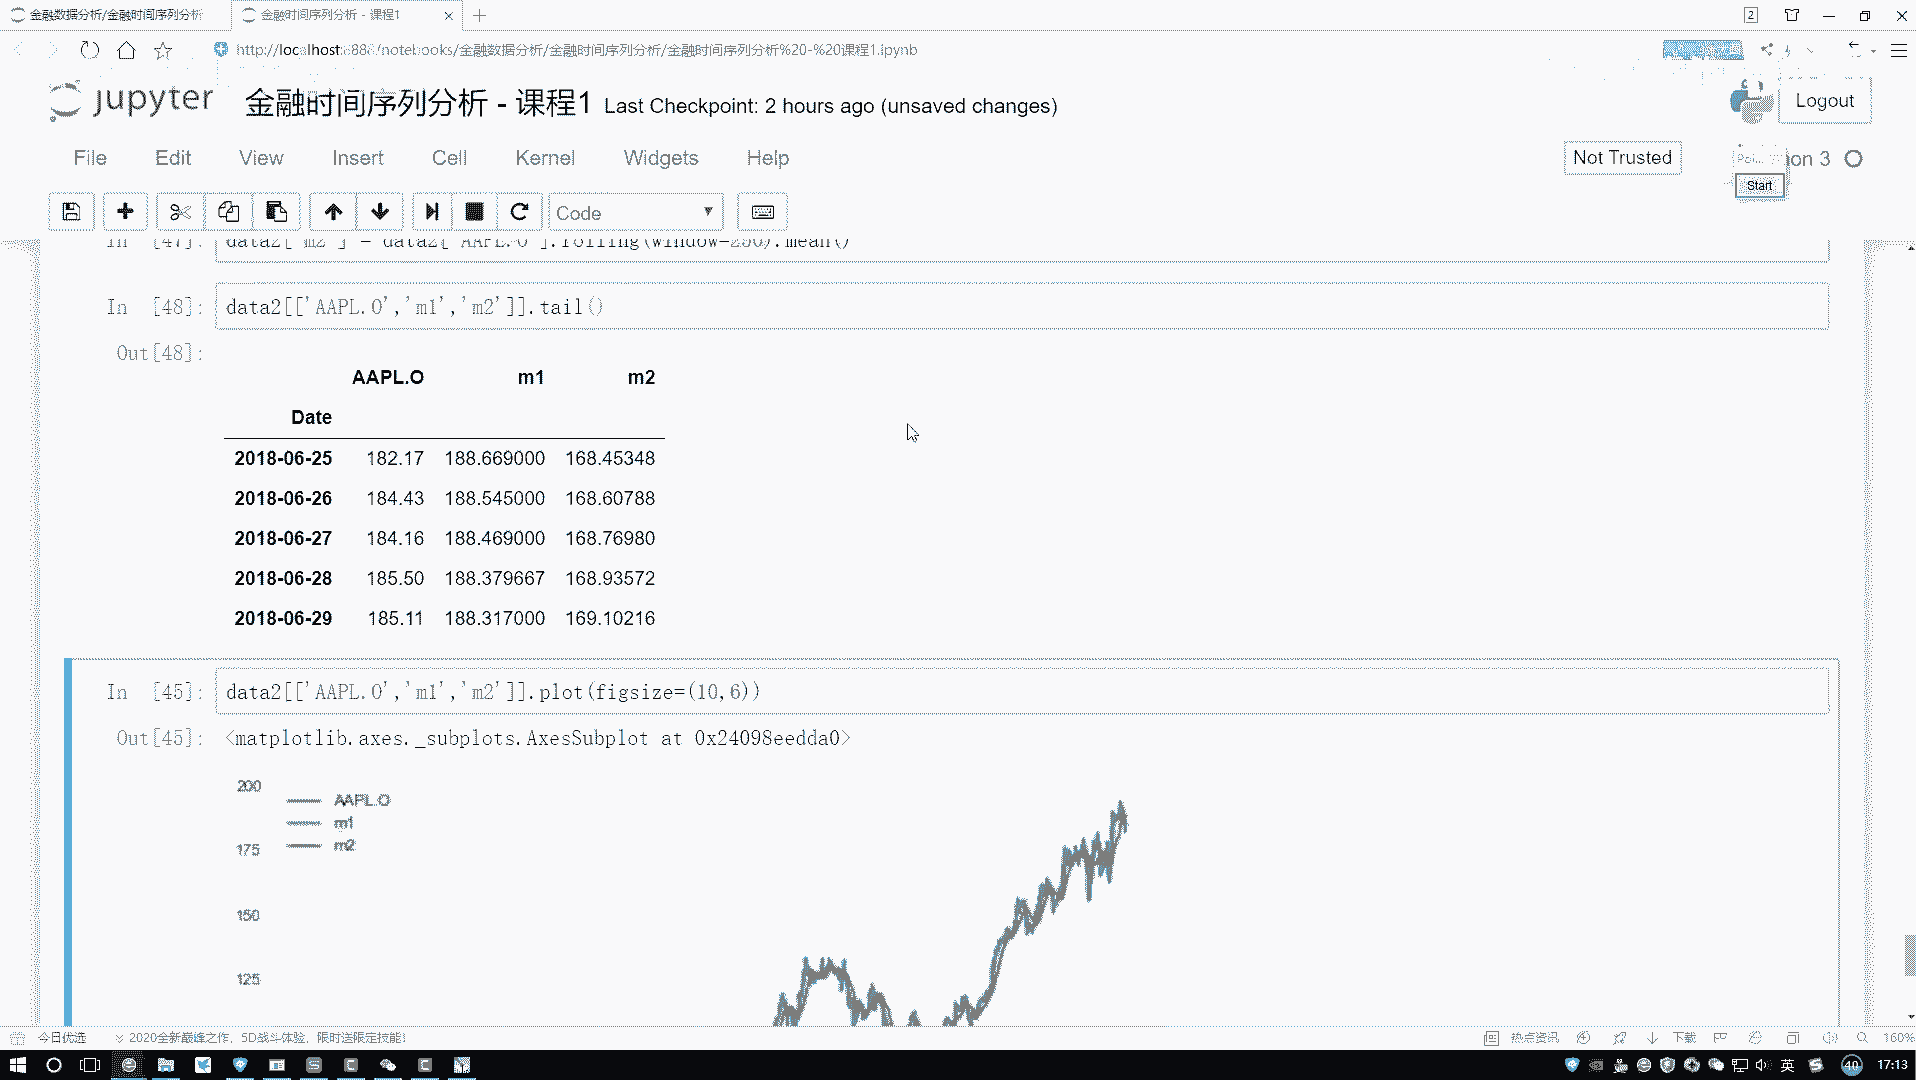 金融数据分析/金融时间序列分析
金融时间序列分析 - 课程1
2
http://localhost:8888/notebooks/金融数据分析/金融时间序列分析/金融时间序列分析%20-%20课程1.ipynb
jupyter 金融时间序列分析 - 课程1 Last Checkpoint: 2 hours ago (unsaved changes)
Logout
File Edit View Insert Cell Kernel Widgets Help
Not Trusted
on 3
Start
Code
In [47]: data2['m2'] = data2['AAPL.O'].rolling(window=250).mean()
In [48]: data2[['AAPL.O','m1','m2']].tail()
Out[48]:
AAPL.O m1 m2
Date
2018-06-25 182.17 188.669000 168.45348
2018-06-26 184.43 188.545000 168.60788
2018-06-27 184.16 188.469000 168.76980
2018-06-28 185.50 188.379667 168.93572
2018-06-29 185.11 188.317000 169.10216
In [45]: data2[['AAPL.O','m1','m2']].plot(figsize=(10,6))
Out[45]: <matplotlib.axes._subplots.AxesSubplot at 0x24098eedda0>
200
AAPL.O
m1
m2
175
150
125
今日优选
2020全新巅峰之作，5D战斗体验，限时送限定技能!
热点资讯
下载
160%
英
40
17:13